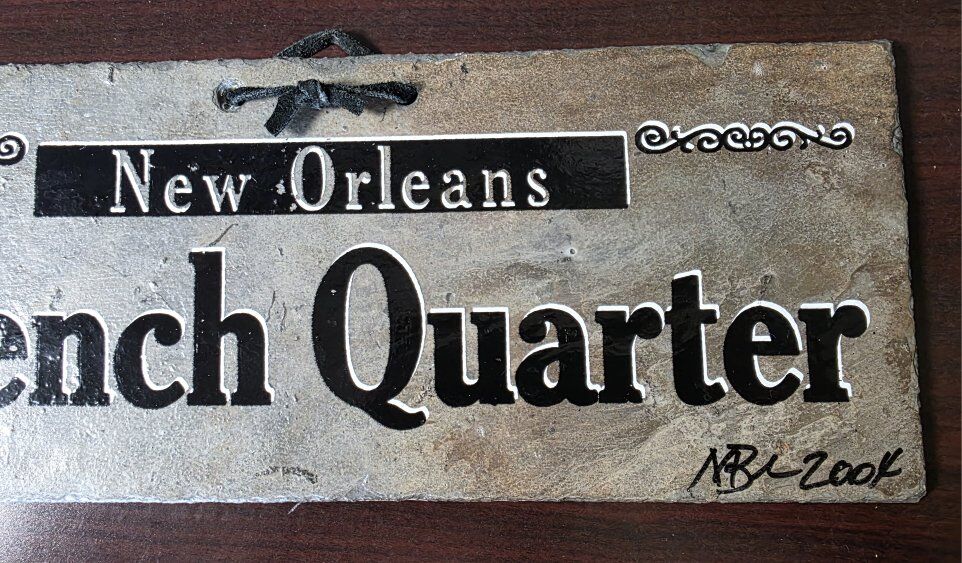 New Orleans
ench Quarter
2004